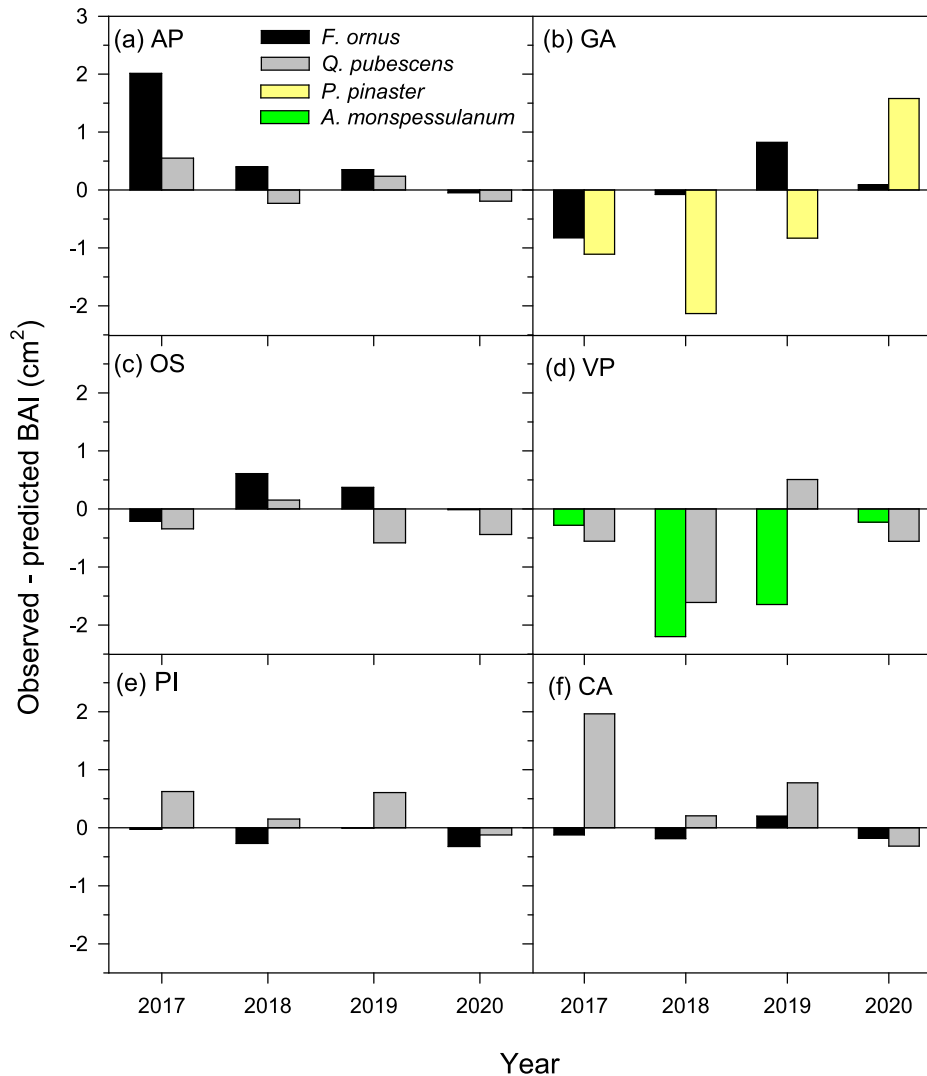 (a) AP
F. ornus
Q. pubescens
P. pinaster
A. monspessulanum
(b) GA
3
2
1
0
-1
-2
(c) OS
(d) VP
2
1
0
-1
-2
(e) PI
(f) CA
2
1
0
-1
-2
Observed - predicted BAI (cm²)
2017 2018 2019 2020 2017 2018 2019 2020
Year